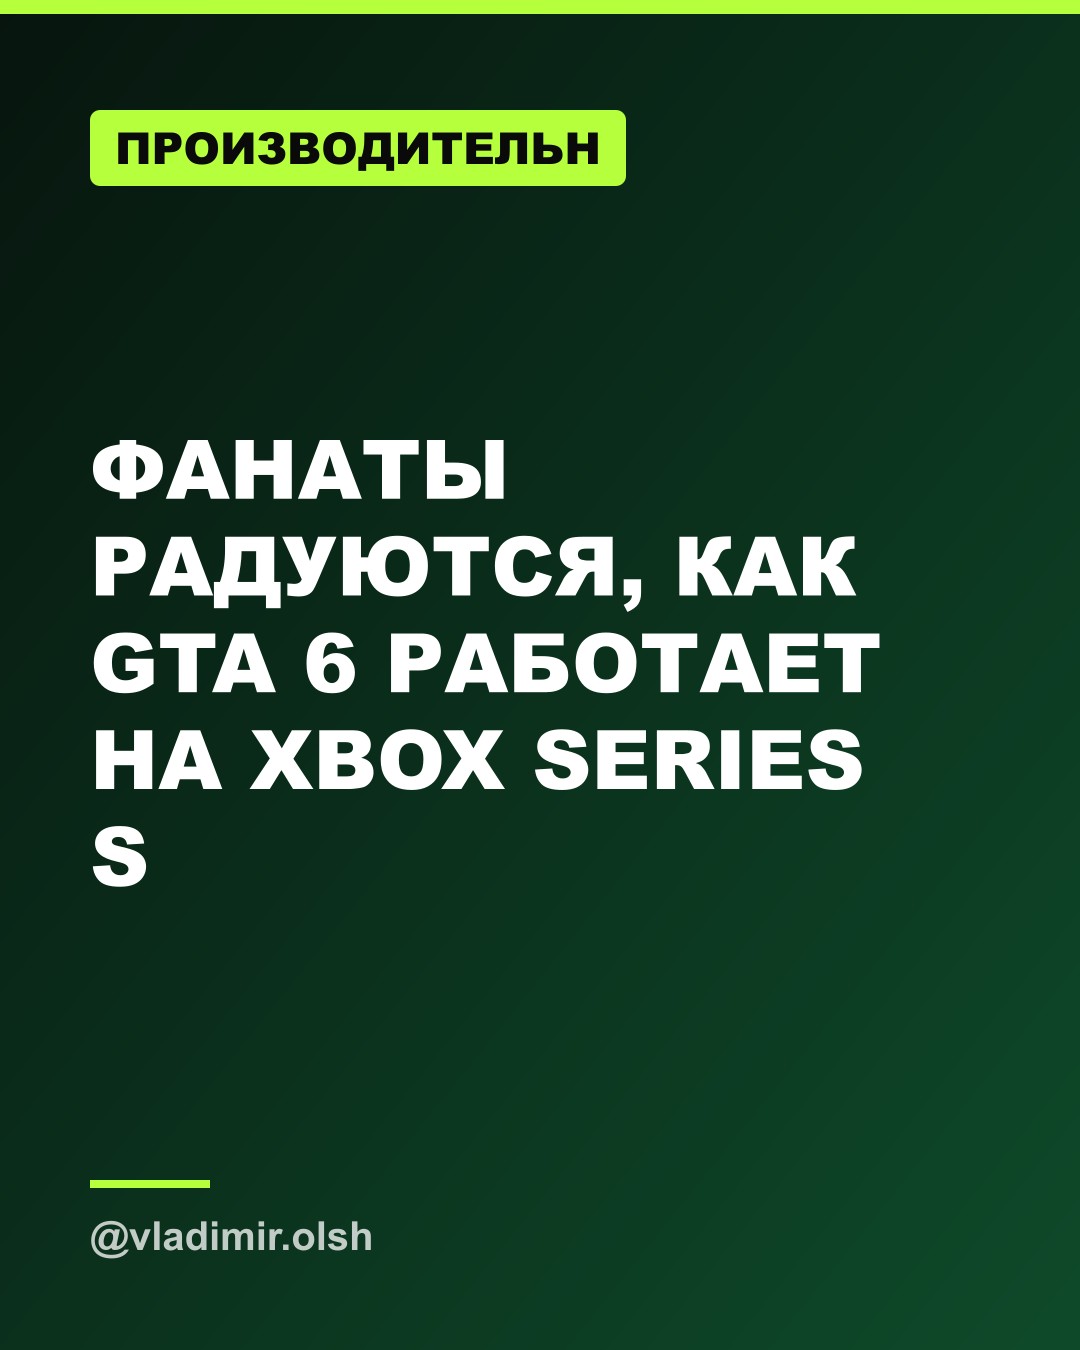 ПРОИЗВОДИТЕЛЬН
ФАНАТЫ
РАДУЮТСЯ, КАК
GTA 6 РАБОТАЕТ
НА XBOX SERIES
S
@vladimir.olsh